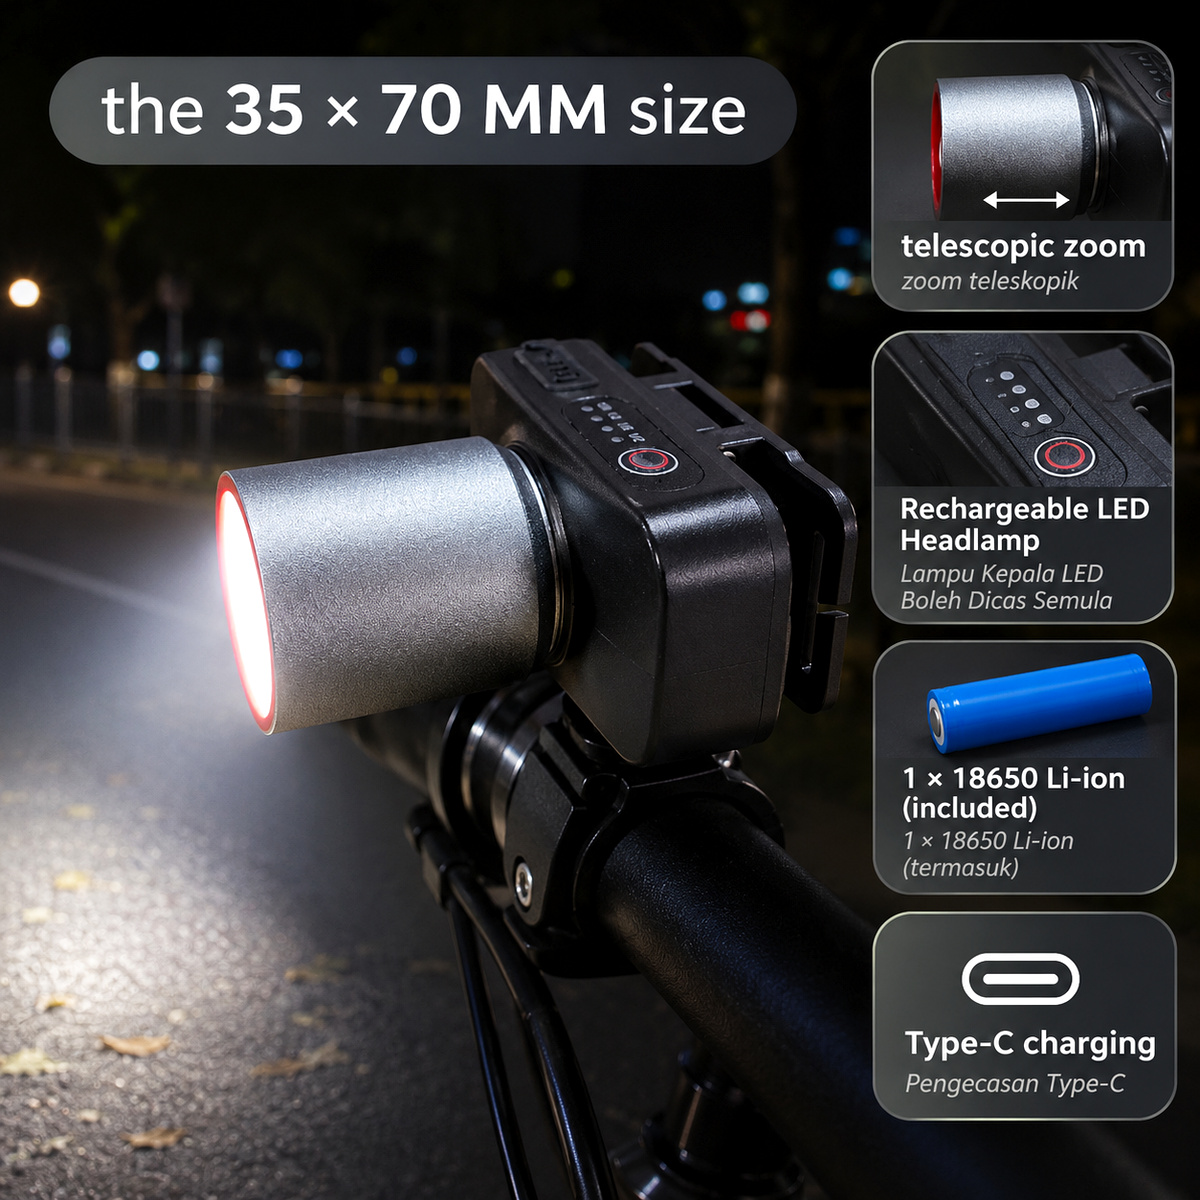 the 35 × 70 MM size
telescopic zoom
zoom teleskopik
Rechargeable LED
Headlamp
Lampu Kepala LED
Boleh Dicas Semula
1 × 18650 Li-ion
(included)
1 × 18650 Li-ion
(termasuk)
Type-C charging
Pengecasan Type-C